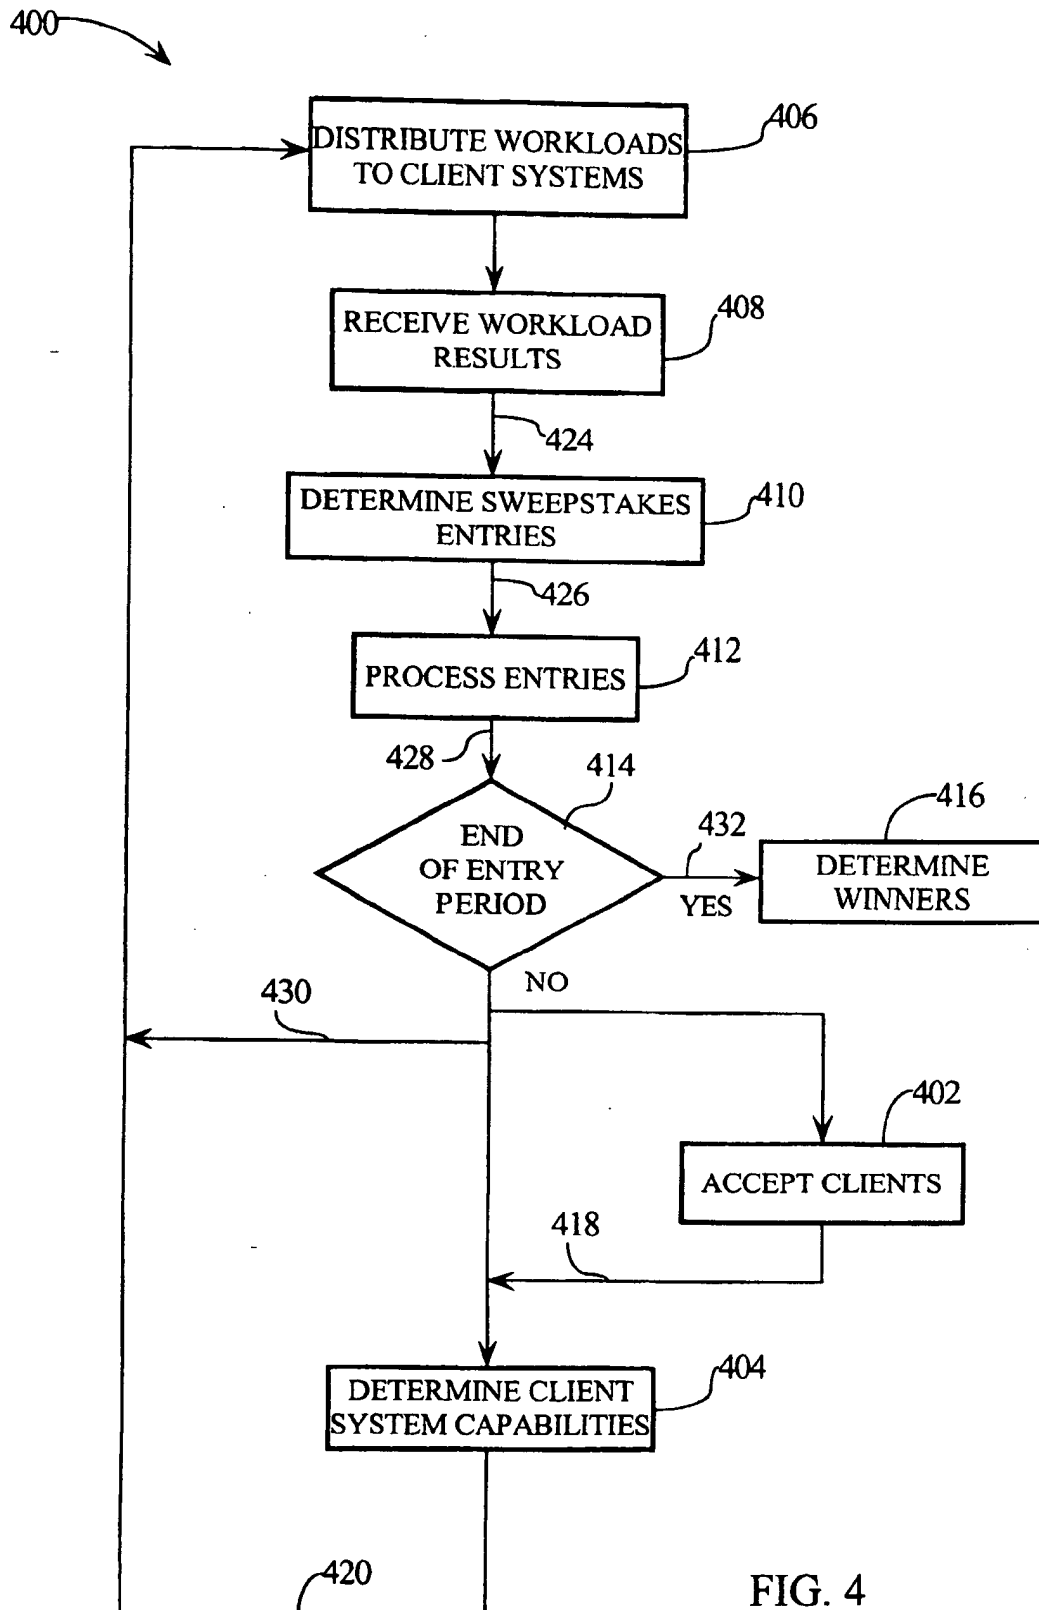 400
406
DISTRIBUTE WORKLOADS
TO CLIENT SYSTEMS
408
RECEIVE WORKLOAD
RESULTS
424
410
DETERMINE SWEEPSTAKES
ENTRIES
426
412
PROCESS ENTRIES
428
414
END
OF ENTRY
PERIOD
432
YES
416
DETERMINE
WINNERS
NO
430
402
ACCEPT CLIENTS
418
404
DETERMINE CLIENT
SYSTEM CAPABILITIES
420
FIG. 4